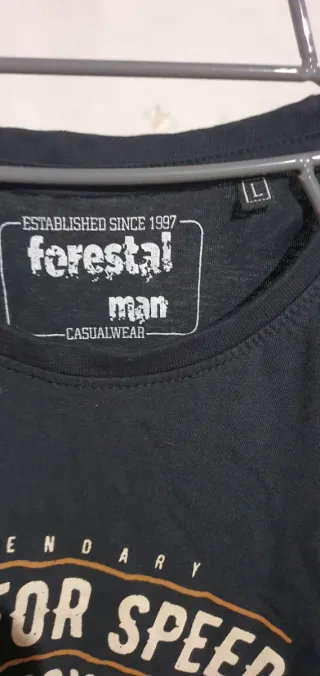 L
ESTABLISHED SINCE 1997
forestal
man
CASUALWEAR
ENDARY
FOR SPEED